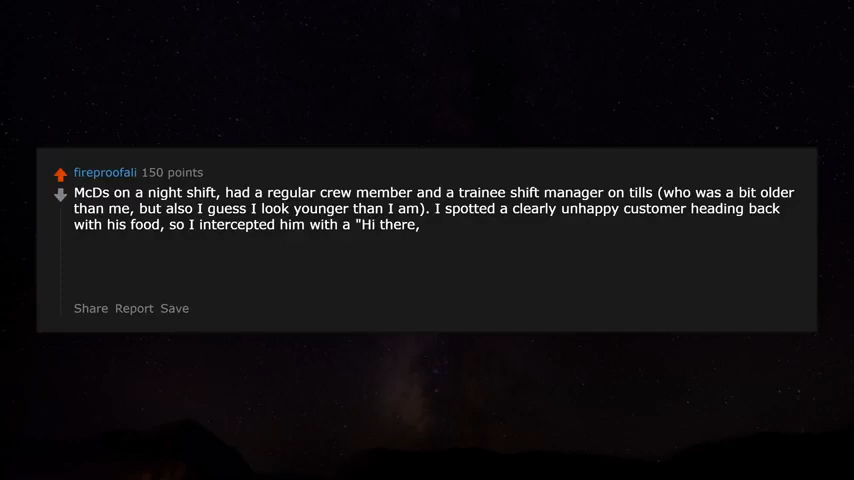 fireproofali 150 points
McDs on a night shift, had a regular crew member and a trainee shift manager on tills (who was a bit older
than me, but also I guess I look younger than I am). I spotted a clearly unhappy customer heading back
with his food, so I intercepted him with a "Hi there,
Share Report Save